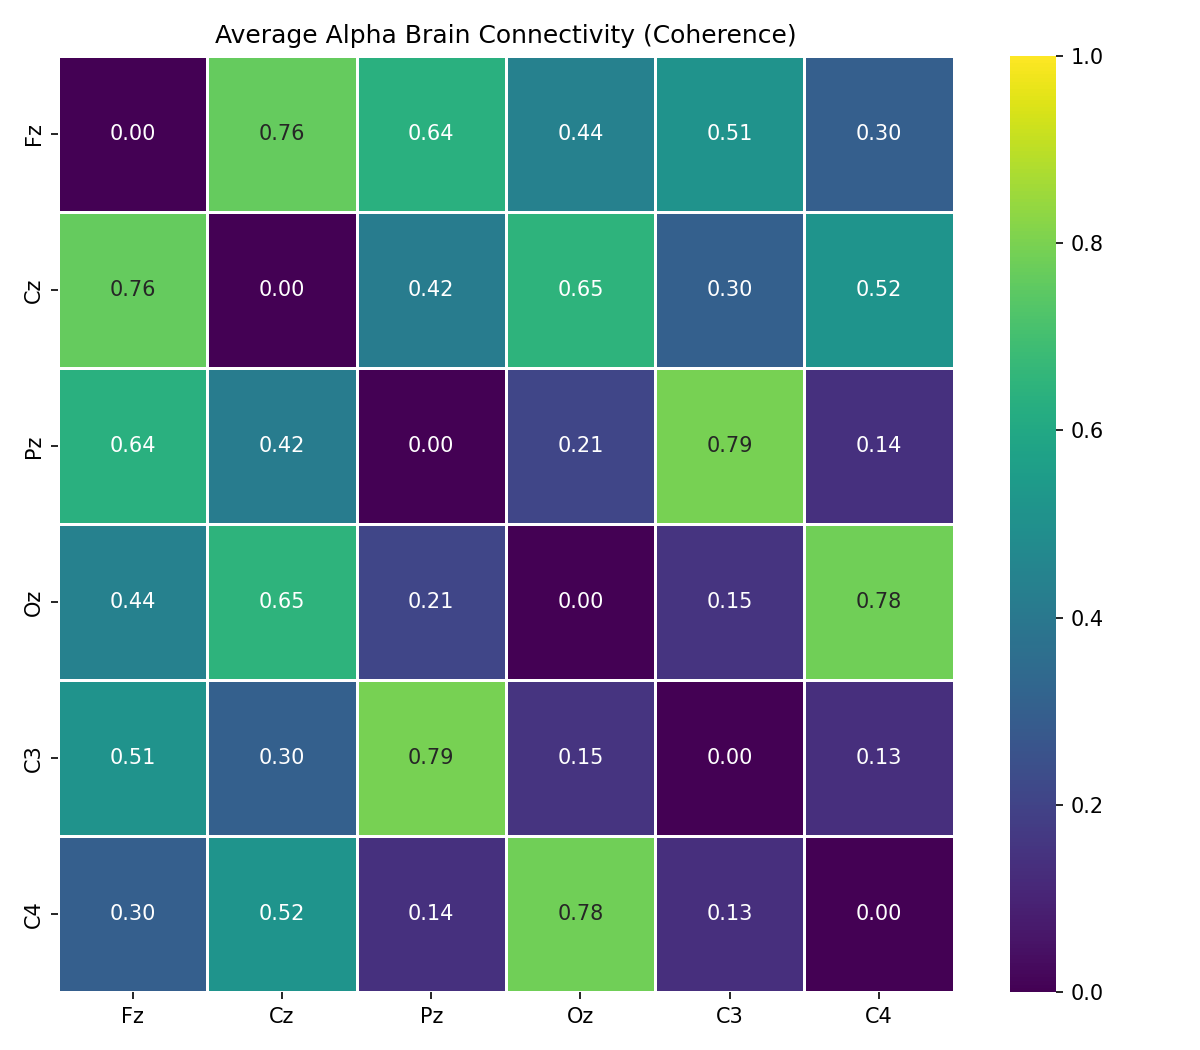 Average Alpha Brain Connectivity (Coherence)
Fz 0.00 0.76 0.64 0.44 0.51 0.30
Cz 0.76 0.00 0.42 0.65 0.30 0.52
Pz 0.64 0.42 0.00 0.21 0.79 0.14
Oz 0.44 0.65 0.21 0.00 0.15 0.78
C3 0.51 0.30 0.79 0.15 0.00 0.13
C4 0.30 0.52 0.14 0.78 0.13 0.00
Fz Cz Pz Oz C3 C4
1.0
0.8
0.6
0.4
0.2
0.0